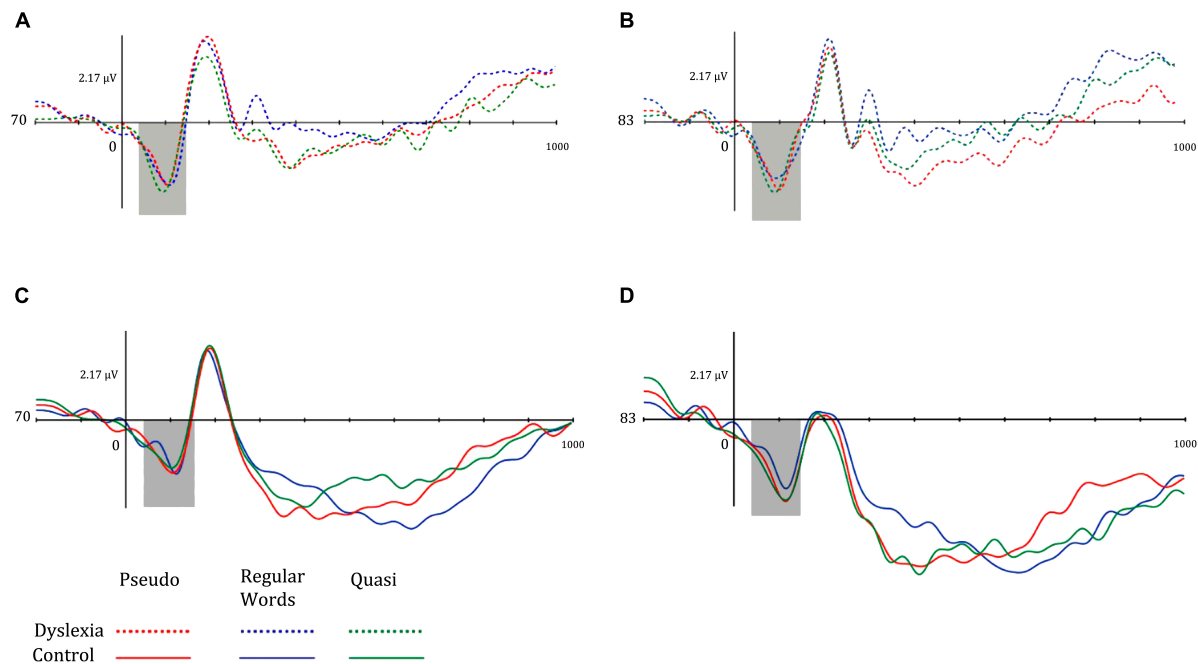 A
B
2.17 μV
2.17 μV
70
83
0
1000
0
1000
C
D
2.17 μV
2.17 μV
70
83
0
1000
0
1000
Pseudo
Regular
Words
Quasi
Dyslexia
Control